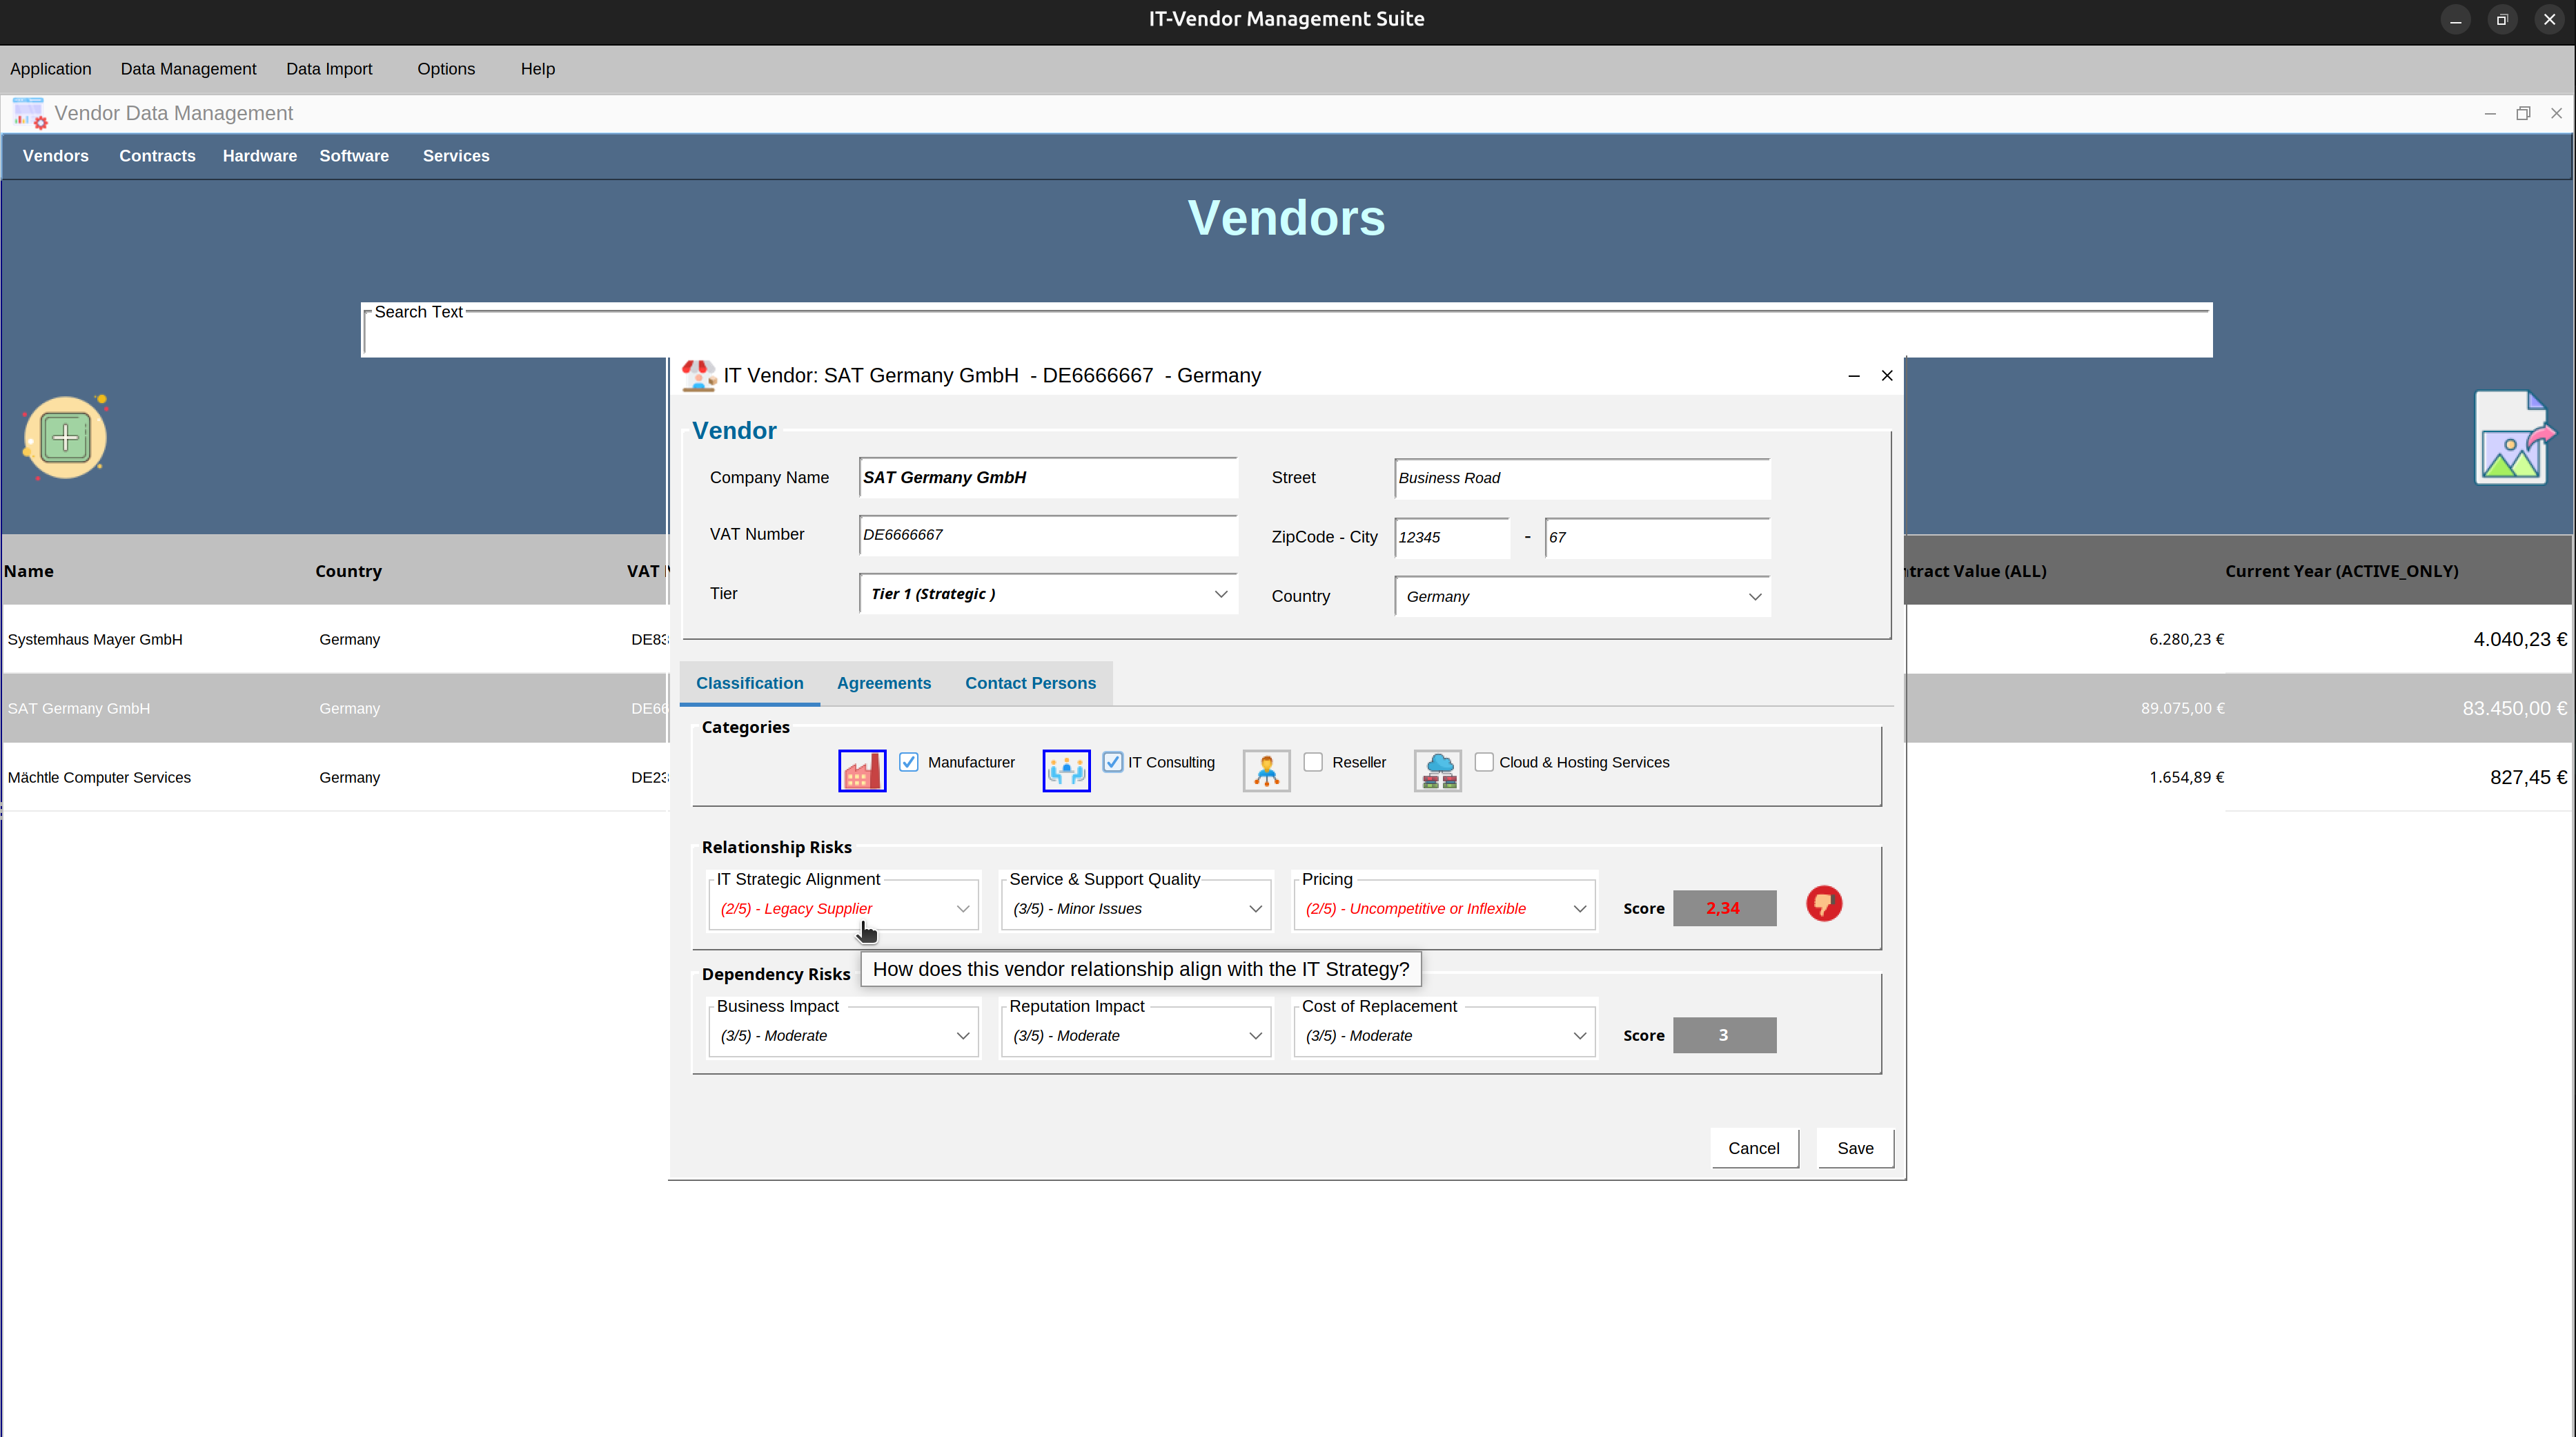 IT-Vendor Management Suite
Application Data Management Data Import Options Help
Vendor Data Management
Vendors Contracts Hardware Software Services
Vendors
Search Text
IT Vendor: SAT Germany GmbH - DE6666667 - Germany
Vendor
Company Name SAT Germany GmbH Street Business Road
VAT Number DE6666667 ZipCode - City 12345 - 67
Tier Tier 1 (Strategic ) Country Germany
Name Country VAT Contract Value (ALL) Current Year (ACTIVE_ONLY)
Systemhaus Mayer GmbH Germany DE83 6.280,23 € 4.040,23 €
SAT Germany GmbH Germany DE66 89.075,00 € 83.450,00 €
Mächtle Computer Services Germany DE23 1.654,89 € 827,45 €
Classification Agreements Contact Persons
Categories
Manufacturer IT Consulting Reseller Cloud & Hosting Services
Relationship Risks
IT Strategic Alignment Service & Support Quality Pricing
(2/5) - Legacy Supplier (3/5) - Minor Issues (2/5) - Uncompetitive or Inflexible Score 2,34
How does this vendor relationship align with the IT Strategy?
Dependency Risks
Business Impact Reputation Impact Cost of Replacement
(3/5) - Moderate (3/5) - Moderate (3/5) - Moderate Score 3
Cancel Save